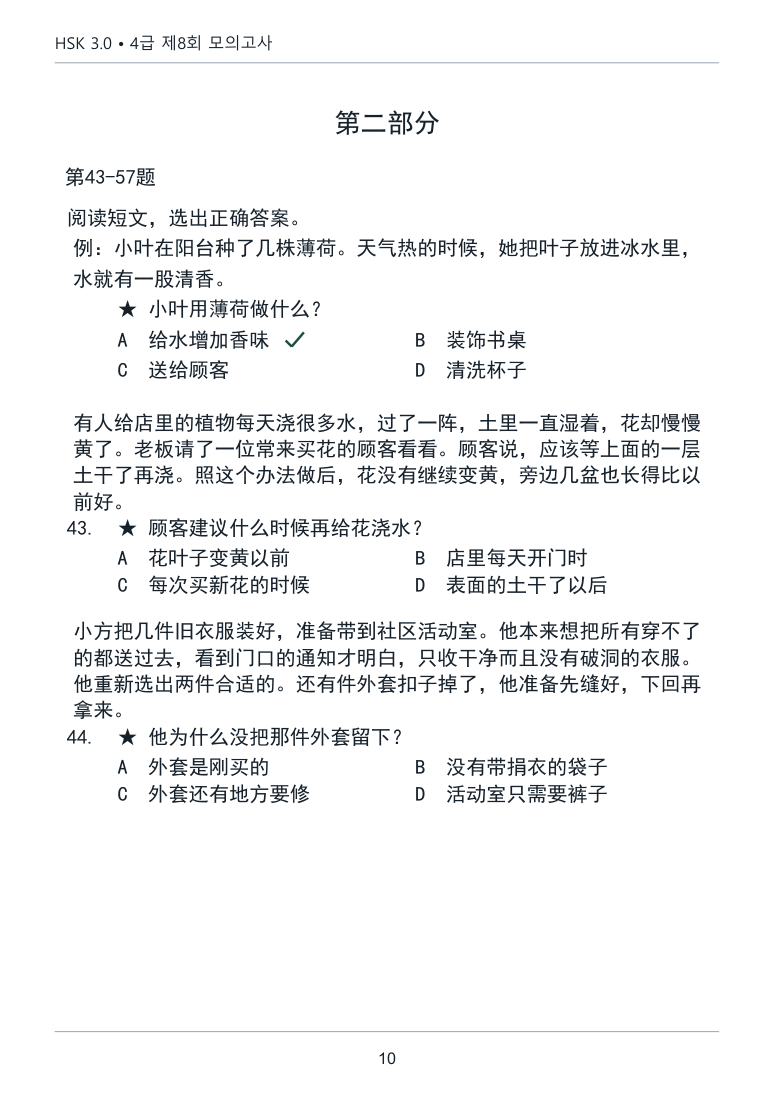 HSK 3.0 • 4급 제8회 모의고사
第二部分
第43-57题
阅读短文，选出正确答案。
例：小叶在阳台种了几株薄荷。天气热的时候，她把叶子放进冰水里，
水就有一股清香。
★ 小叶用薄荷做什么？
A 给水增加香味 ✓ B 装饰书桌
C 送给顾客 D 清洗杯子
有人给店里的植物每天浇很多水，过了一阵，土里一直湿着，花却慢慢
黄了。老板请了一位常来买花的顾客看看。顾客说，应该等上面的一层
土干了再浇。照这个办法做后，花没有继续变黄，旁边几盆也长得比以
前好。
43. ★ 顾客建议什么时候再给花浇水？
A 花叶子变黄以前 B 店里每天开门时
C 每次买新花的时候 D 表面的土干了以后
小方把几件旧衣服装好，准备带到社区活动室。他本来想把所有穿不了
的都送过去，看到门口的通知才明白，只收干净而且没有破洞的衣服。
他重新选出两件合适的。还有件外套扣子掉了，他准备先缝好，下回再
拿来。
44. ★ 他为什么没把那件外套留下？
A 外套是刚买的 B 没有带捐衣的袋子
C 外套还有地方要修 D 活动室只需要裤子
10